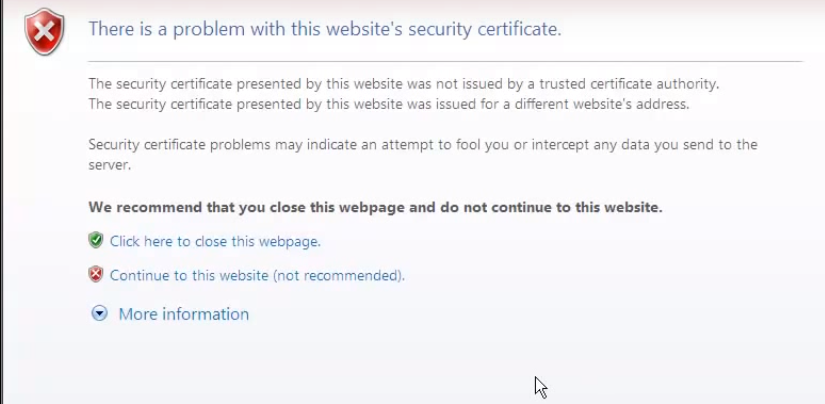 There is a problem with this website's security certificate.
The security certificate presented by this website was not issued by a trusted certificate authority.
The security certificate presented by this website was issued for a different website's address.
Security certificate problems may indicate an attempt to fool you or intercept any data you send to the
server.
We recommend that you close this webpage and do not continue to this website.
Click here to close this webpage.
Continue to this website (not recommended).
More information